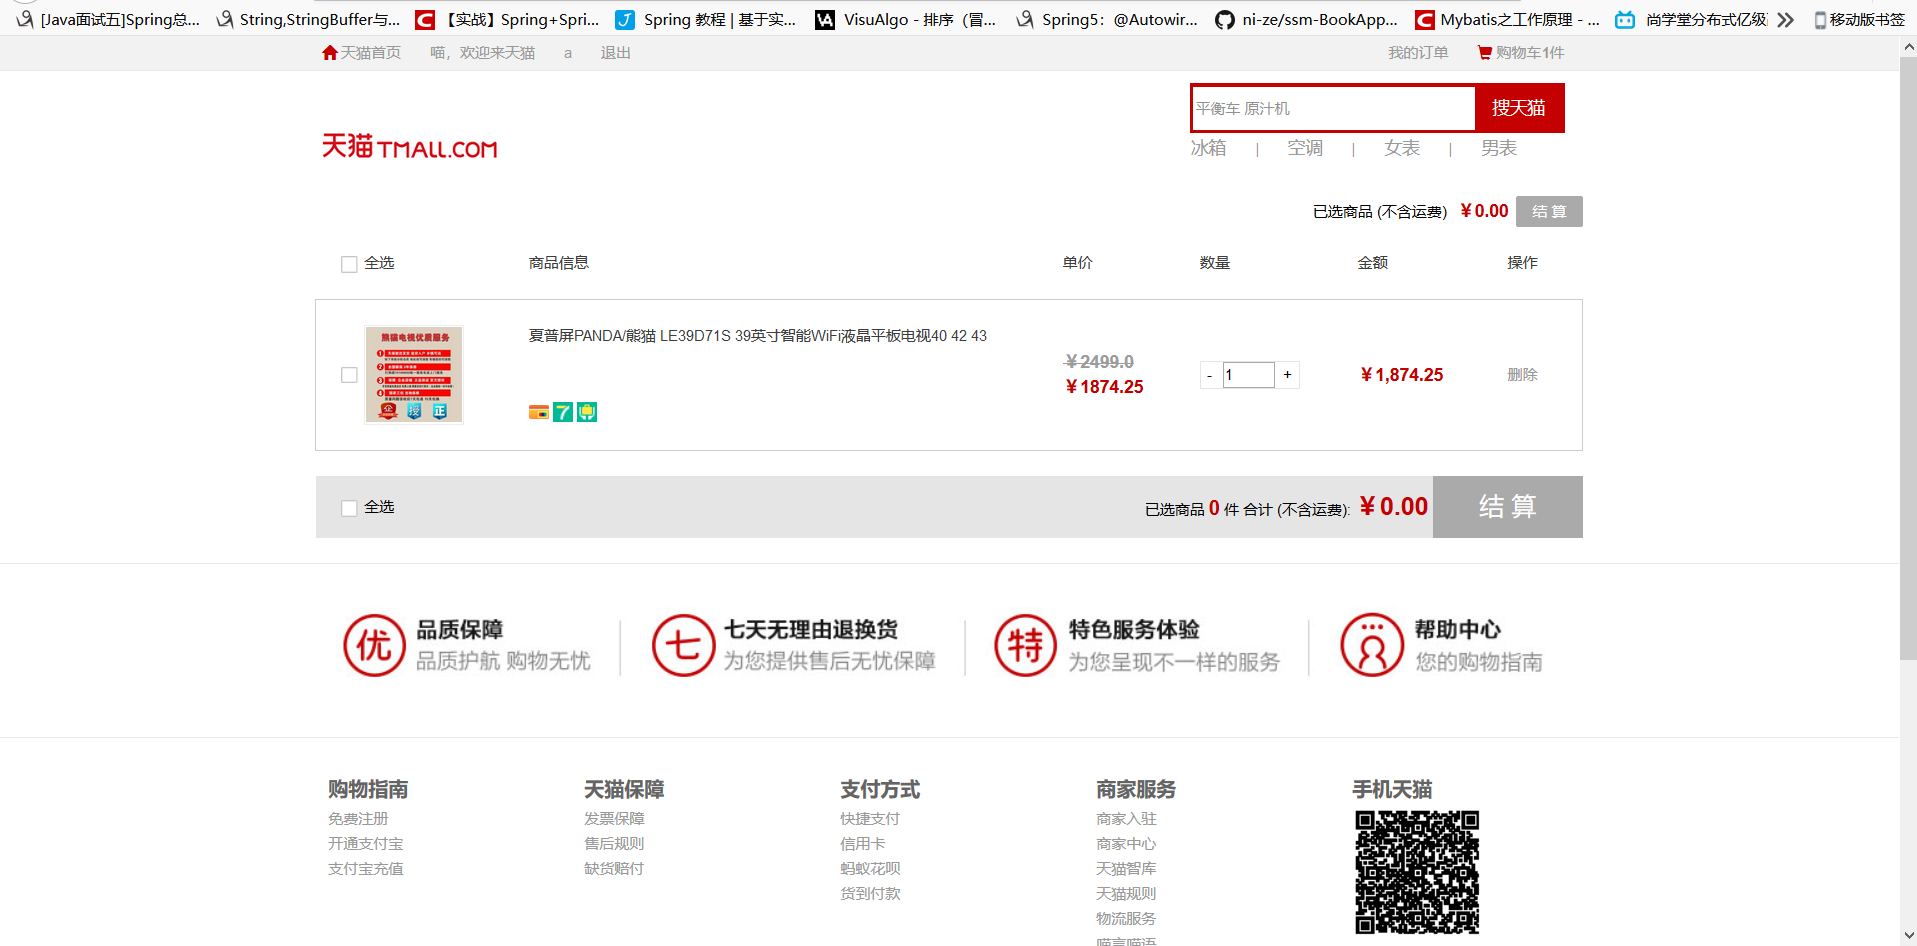 [Java面试五]Spring总... String,StringBuffer与... 【实战】Spring+Spri... Spring 教程 | 基于实... VisuAlgo - 排序（冒... Spring5：@Autowir... ni-ze/ssm-BookApp... Mybatis之工作原理 - ... 尚学堂分布式亿级 移动版书签
天猫首页 喵，欢迎来天猫 a 退出 我的订单 购物车1件
平衡车 原汁机 搜天猫
天猫 TMALL.COM
冰箱 | 空调 | 女表 | 男表
已选商品 (不含运费) ￥0.00 结 算
全选 商品信息 单价 数量 金额 操作
熊猫电视优质服务
夏普屏PANDA/熊猫 LE39D71S 39英寸智能WiFi液晶平板电视40 42 43
￥2499.0
￥1874.25
- 1 + ￥1,874.25 删除
7
企 授 正
全选 已选商品 0 件 合计 (不含运费): ￥0.00 结 算
优 品质保障
品质护航 购物无忧
七 七天无理由退换货
为您提供售后无忧保障
特 特色服务体验
为您呈现不一样的服务
帮助中心
您的购物指南
购物指南
免费注册
开通支付宝
支付宝充值
天猫保障
发票保障
售后规则
缺货赔付
支付方式
快捷支付
信用卡
蚂蚁花呗
货到付款
商家服务
商家入驻
商家中心
天猫智库
天猫规则
物流服务
喵言喵语
手机天猫